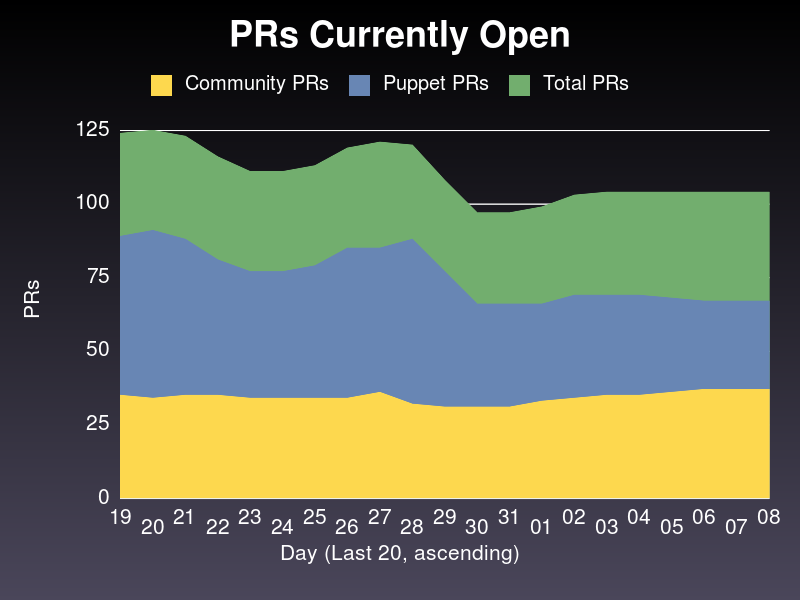 PRs Currently Open
Community PRs Puppet PRs Total PRs
125
100
75
50
25
0
PRs
19 20 21 22 23 24 25 26 27 28 29 30 31 01 02 03 04 05 06 07 08
Day (Last 20, ascending)